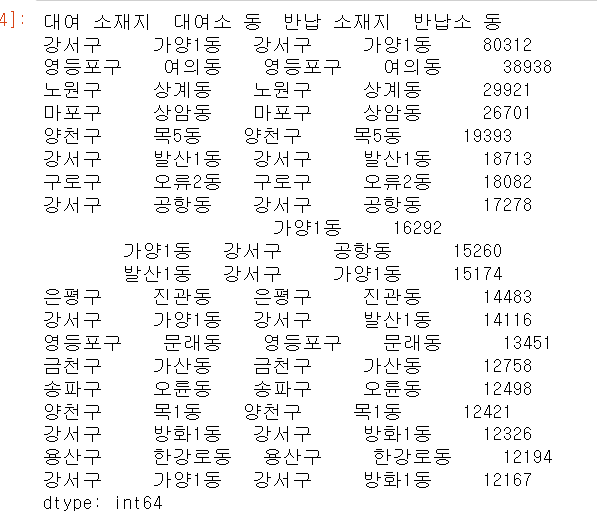 4]:  대여 소재지  대여소 동  반납 소재지  반납소 동
강서구  가양1동  강서구  가양1동  80312
영등포구  여의동  영등포구  여의동  38938
노원구  상계동  노원구  상계동  29921
마포구  상암동  마포구  상암동  26701
양천구  목5동  양천구  목5동  19393
강서구  발산1동  강서구  발산1동  18713
구로구  오류2동  구로구  오류2동  18082
강서구  공항동  강서구  공항동  17278
가양1동  16292
가양1동  강서구  공항동  15260
발산1동  강서구  가양1동  15174
은평구  진관동  은평구  진관동  14483
강서구  가양1동  강서구  발산1동  14116
영등포구  문래동  영등포구  문래동  13451
금천구  가산동  금천구  가산동  12758
송파구  오륜동  송파구  오륜동  12498
양천구  목1동  양천구  목1동  12421
강서구  방화1동  강서구  방화1동  12326
용산구  한강로동  용산구  한강로동  12194
강서구  가양1동  강서구  방화1동  12167
dtype: int64